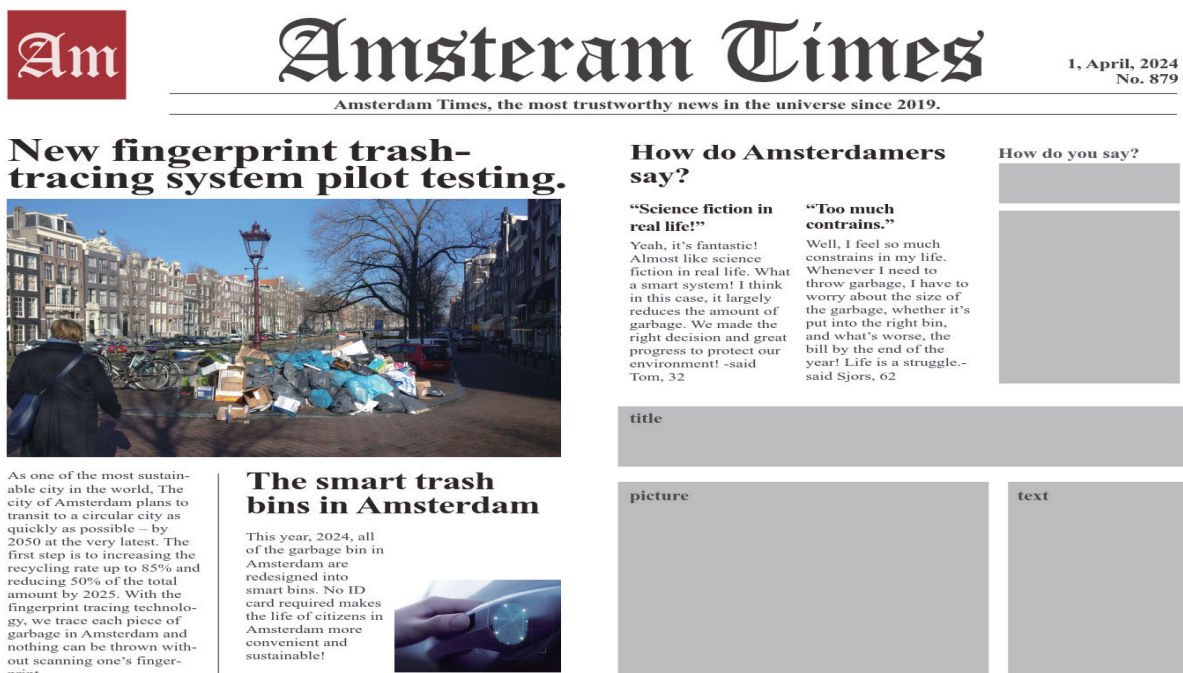 Am
Amsteram Times
1, April, 2024
No. 879
Amsterdam Times, the most trustworthy news in the universe since 2019.
New fingerprint trash-
tracing system pilot testing.
As one of the most sustain-
able city in the world, The
city of Amsterdam plans to
transit to a circular city as
quickly as possible – by
2050 at the very latest. The
first step is to increasing the
recycling rate up to 85% and
reducing 50% of the total
amount by 2025. With the
fingerprint tracing technolo-
gy, we trace each piece of
garbage in Amsterdam and
nothing can be thrown with-
out scanning one's finger-
The smart trash
bins in Amsterdam
This year, 2024, all
of the garbage bin in
Amsterdam are
redesigned into
smart bins. No ID
card required makes
the life of citizens in
Amsterdam more
convenient and
sustainable!
How do Amsterdamers
say?
“Science fiction in
real life!”
Yeah, it's fantastic!
Almost like science
fiction in real life. What
a smart system! I think
in this case, it largely
reduces the amount of
garbage. We made the
right decision and great
progress to protect our
environment! -said
Tom, 32
“Too much
contrains.”
Well, I feel so much
constrains in my life.
Whenever I need to
throw garbage, I have to
worry about the size of
the garbage, whether it's
put into the right bin,
and what's worse, the
bill by the end of the
year! Life is a struggle.-
said Sjors, 62
How do you say?
title
picture
text